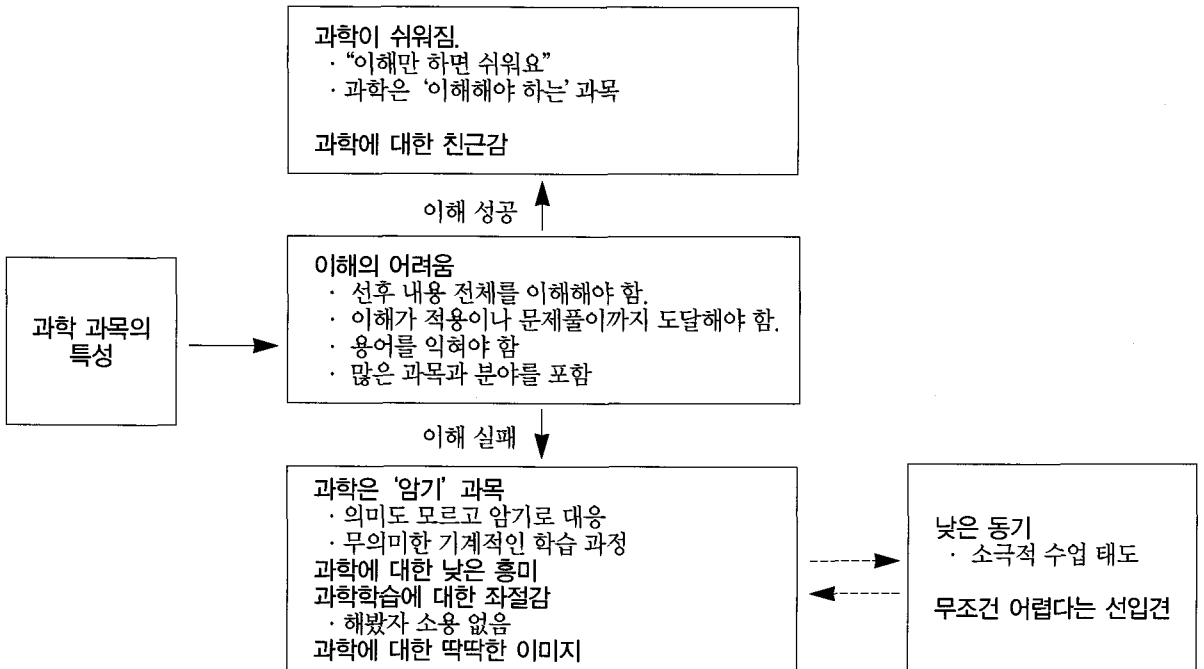 과학이 쉬워짐.
· “이해만 하면 쉬워요”
· 과학은 ‘이해해야 하는’ 과목
과학에 대한 친근감
이해 성공
과학 과목의
특성
이해의 어려움
· 선후 내용 전체를 이해해야 함.
· 이해가 적용이나 문제풀이까지 도달해야 함.
· 용어를 익혀야 함
· 많은 과목과 분야를 포함
이해 실패
과학은 ‘암기’ 과목
· 의미도 모르고 암기로 대응
· 무의미한 기계적인 학습 과정
과학에 대한 낮은 흥미
과학학습에 대한 좌절감
· 해봤자 소용 없음
과학에 대한 딱딱한 이미지
낮은 동기
· 소극적 수업 태도
무조건 어렵다는 선입견